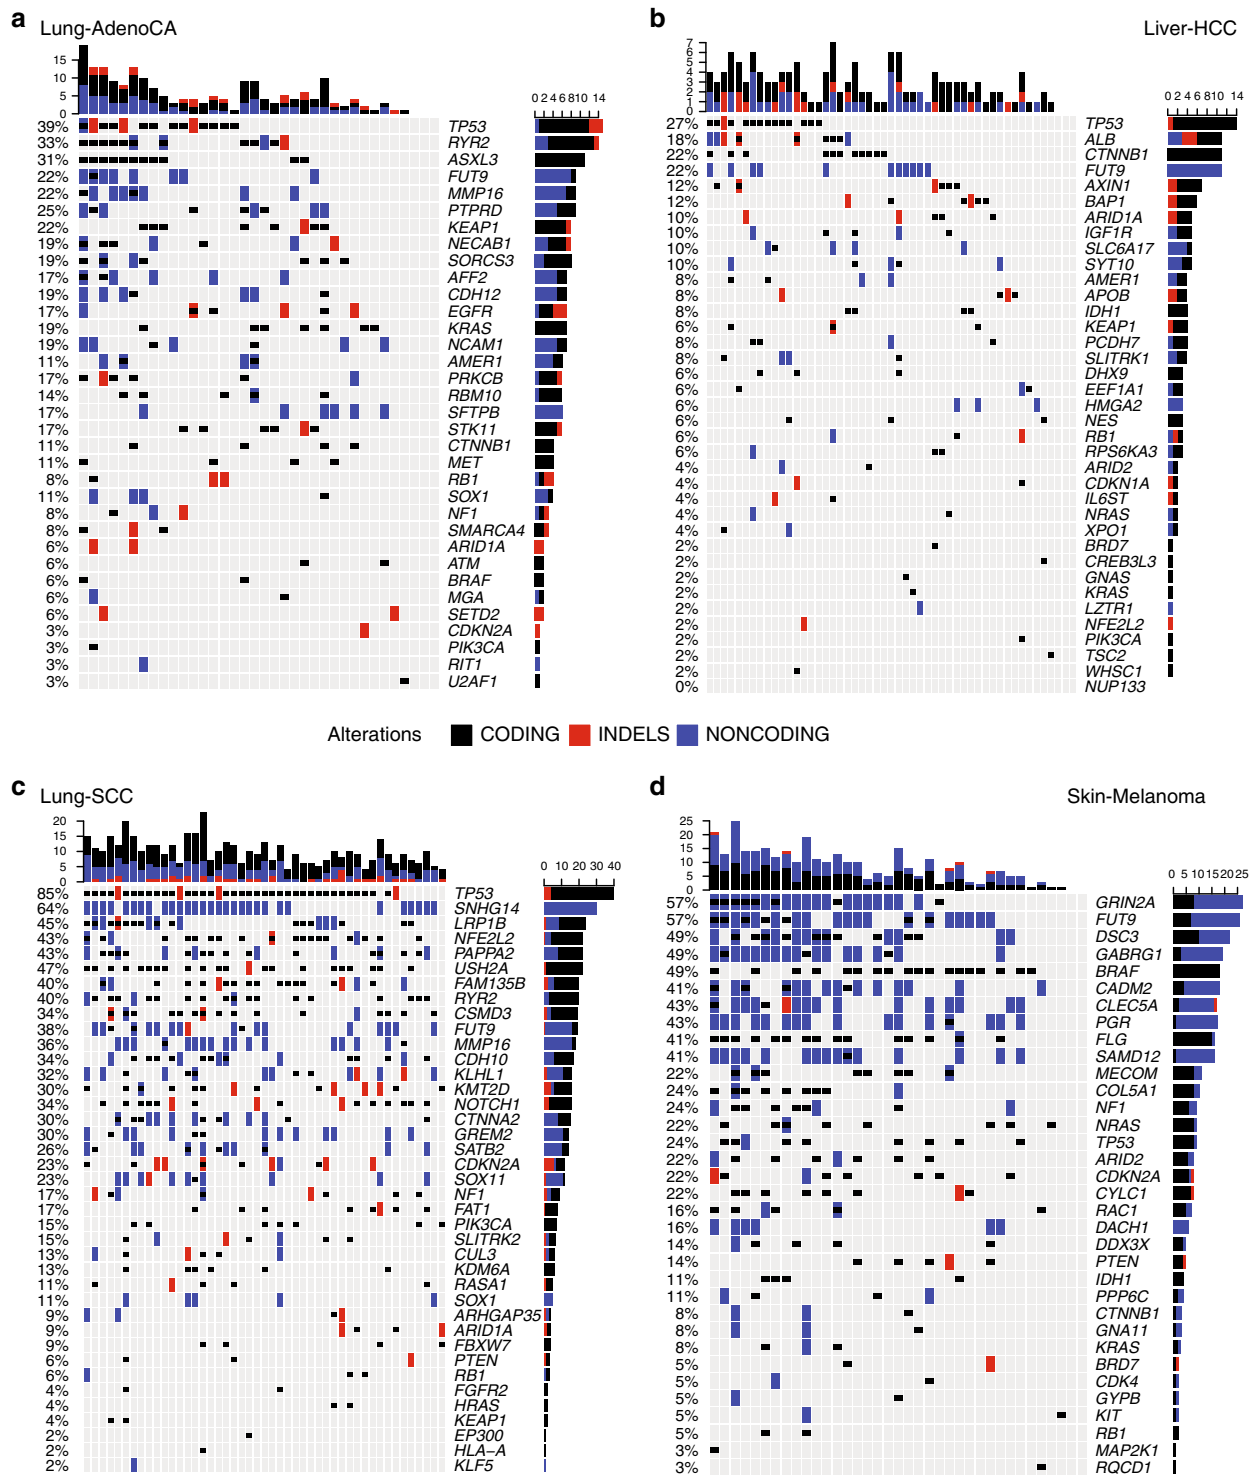 a Lung-AdenoCA
15
10
5
0
0 2 4 6 8 10 14
39% TP53
33% RYR2
31% ASXL3
22% FUT9
22% MMP16
25% PTPRD
22% KEAP1
19% NECAB1
19% SORCS3
17% AFF2
19% CDH12
17% EGFR
19% KRAS
19% NCAM1
11% AMER1
17% PRKCB
14% RBM10
17% SFTPB
17% STK11
11% CTNNB1
11% MET
8% RB1
11% SOX1
8% NF1
8% SMARCA4
6% ARID1A
6% ATM
6% BRAF
6% MGA
6% SETD2
3% CDKN2A
3% PIK3CA
3% RIT1
3% U2AF1
b Liver-HCC
7
6
5
4
3
2
1
0
0 2 4 6 8 10 14
27% TP53
18% ALB
22% CTNNB1
22% FUT9
12% AXIN1
12% BAP1
10% ARID1A
10% IGF1R
10% SLC6A17
10% SYT10
8% AMER1
8% APOB
8% IDH1
6% KEAP1
8% PCDH7
8% SLITRK1
6% DHX9
6% EEF1A1
6% HMGA2
6% NES
6% RB1
6% RPS6KA3
4% ARID2
4% CDKN1A
4% IL6ST
4% NRAS
4% XPO1
2% BRD7
2% CREB3L3
2% GNAS
2% KRAS
2% LZTR1
2% NFE2L2
2% PIK3CA
2% TSC2
2% WHSC1
0% NUP133
Alterations CODING INDELS NONCODING
c Lung-SCC
20
15
10
5
0
0 10 20 30 40
85% TP53
64% SNHG14
45% LRP1B
43% NFE2L2
43% PAPPA2
47% USH2A
40% FAM135B
40% RYR2
34% CSMD3
38% FUT9
36% MMP16
34% CDH10
32% KLHL1
30% KMT2D
34% NOTCH1
30% CTNNA2
30% GREM2
26% SATB2
23% CDKN2A
23% SOX11
17% NF1
17% FAT1
15% PIK3CA
15% SLITRK2
13% CUL3
13% KDM6A
11% RASA1
11% SOX1
9% ARHGAP35
9% ARID1A
9% FBXW7
6% PTEN
6% RB1
4% FGFR2
4% HRAS
4% KEAP1
2% EP300
2% HLA−A
2% KLF5
d Skin-Melanoma
25
20
15
10
5
0
0 5 10 15 20 25
57% GRIN2A
57% FUT9
49% DSC3
49% GABRG1
49% BRAF
41% CADM2
43% CLEC5A
43% PGR
41% FLG
41% SAMD12
22% MECOM
24% COL5A1
24% NF1
22% NRAS
24% TP53
22% ARID2
22% CDKN2A
22% CYLC1
16% RAC1
16% DACH1
14% DDX3X
14% PTEN
11% IDH1
11% PPP6C
8% CTNNB1
8% GNA11
8% KRAS
5% BRD7
5% CDK4
5% GYPB
5% KIT
5% RB1
3% MAP2K1
3% RQCD1